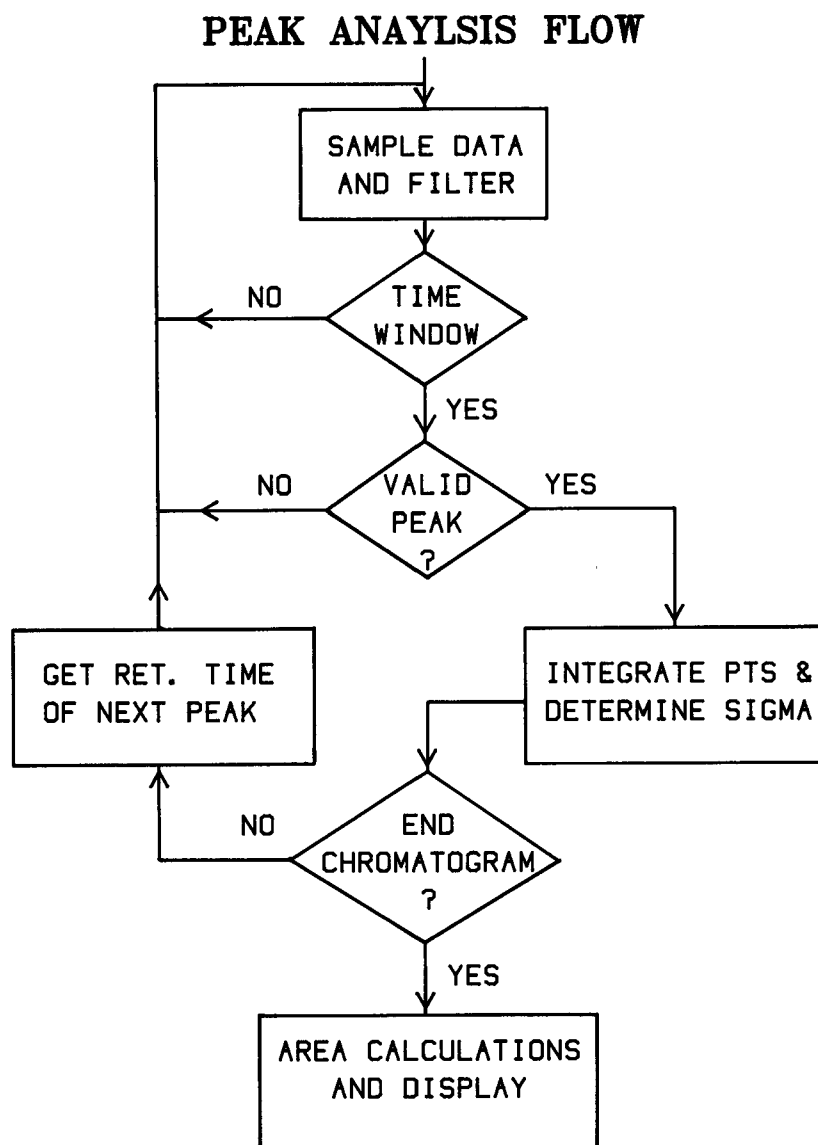 PEAK ANAYLSIS FLOW
SAMPLE DATA
AND FILTER
NO
TIME
WINDOW
YES
NO
VALID
PEAK
?
YES
GET RET. TIME
OF NEXT PEAK
INTEGRATE PTS &
DETERMINE SIGMA
NO
END
CHROMATOGRAM
?
YES
AREA CALCULATIONS
AND DISPLAY